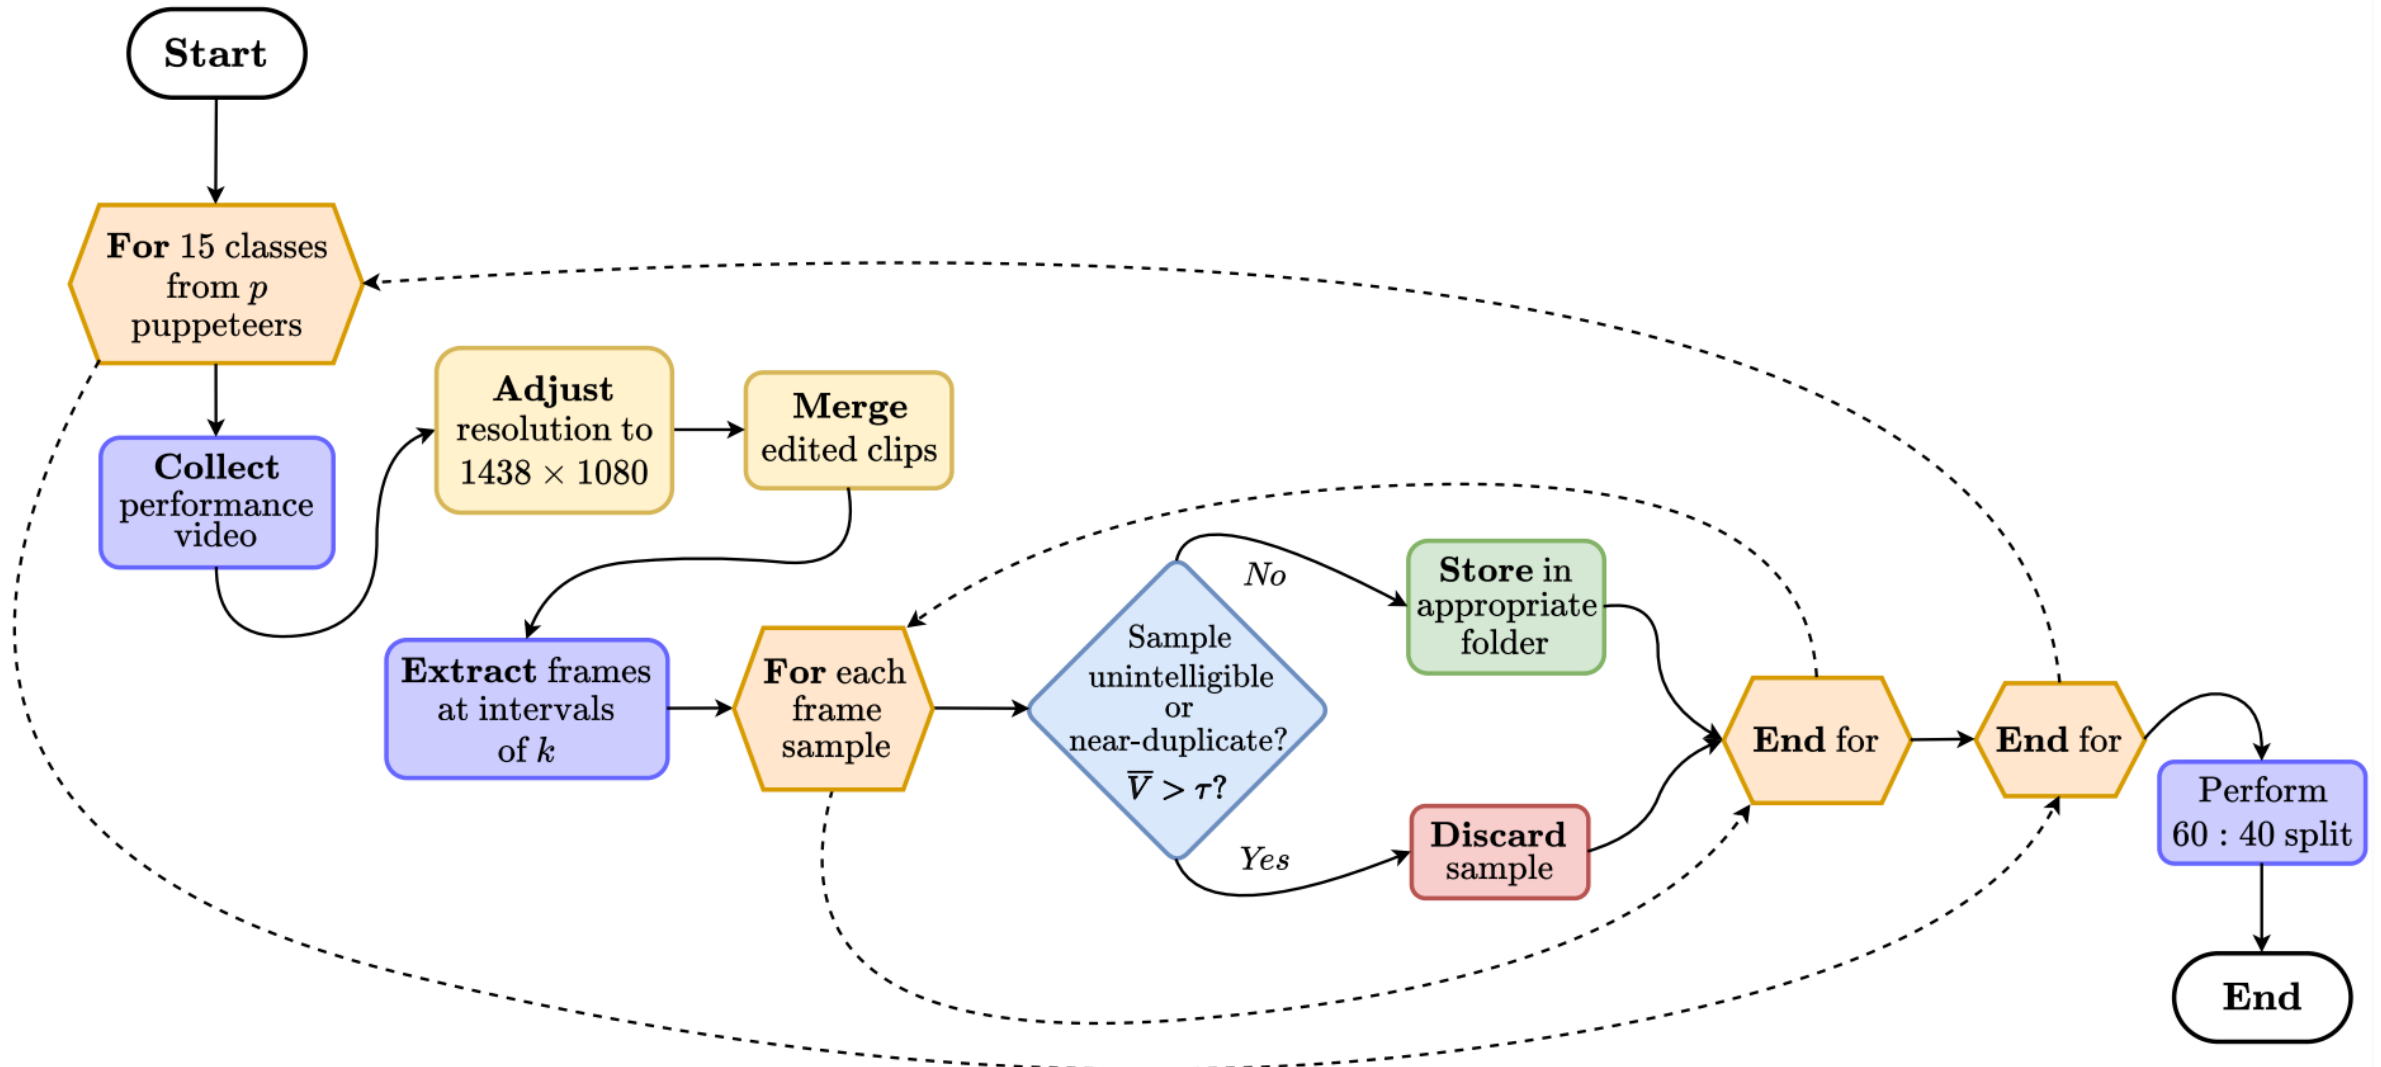 Start
For 15 classes
from p
puppeteers
Collect
performance
video
Adjust
resolution to
1438 × 1080
Merge
edited clips
Extract frames
at intervals
of k
For each
frame
sample
Sample
unintelligible
or
near-duplicate?
V̅ > τ?
No
Yes
Store in
appropriate
folder
Discard
sample
End for
End for
Perform
60 : 40 split
End